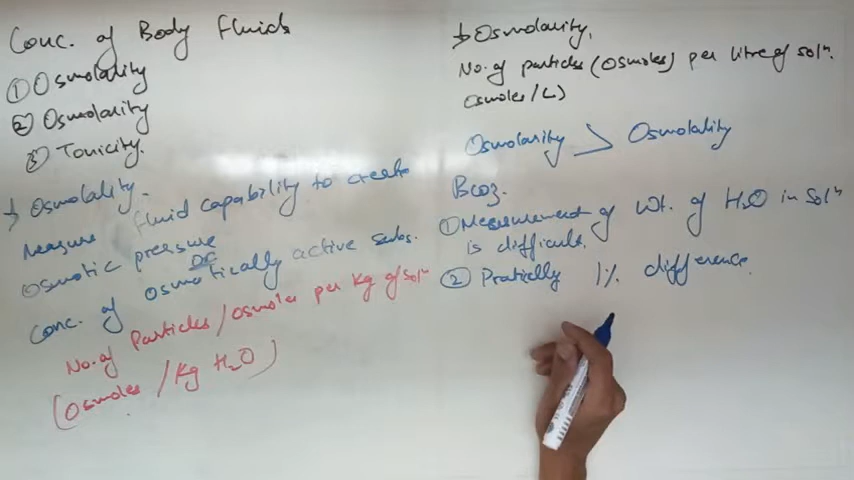 Conc. of Body Fluids
① Osmolality
② Osmolarity
③ Tonicity.
→ Osmolality.
Measure fluid capability to create
Osmotic pressure
OR
Conc. of osmotically active subs.
No. of Particles/osmoles per kg of solⁿ
(Osmoles /Kg H₂O)
→ Osmolarity.
No. of particles (Osmoles) per litre of solⁿ.
Osmoles/L)
Osmolarity > Osmolality
Bcoz.
① Measurement of wt. of H₂O in Solⁿ
is difficult.
② Pratically 1% difference.